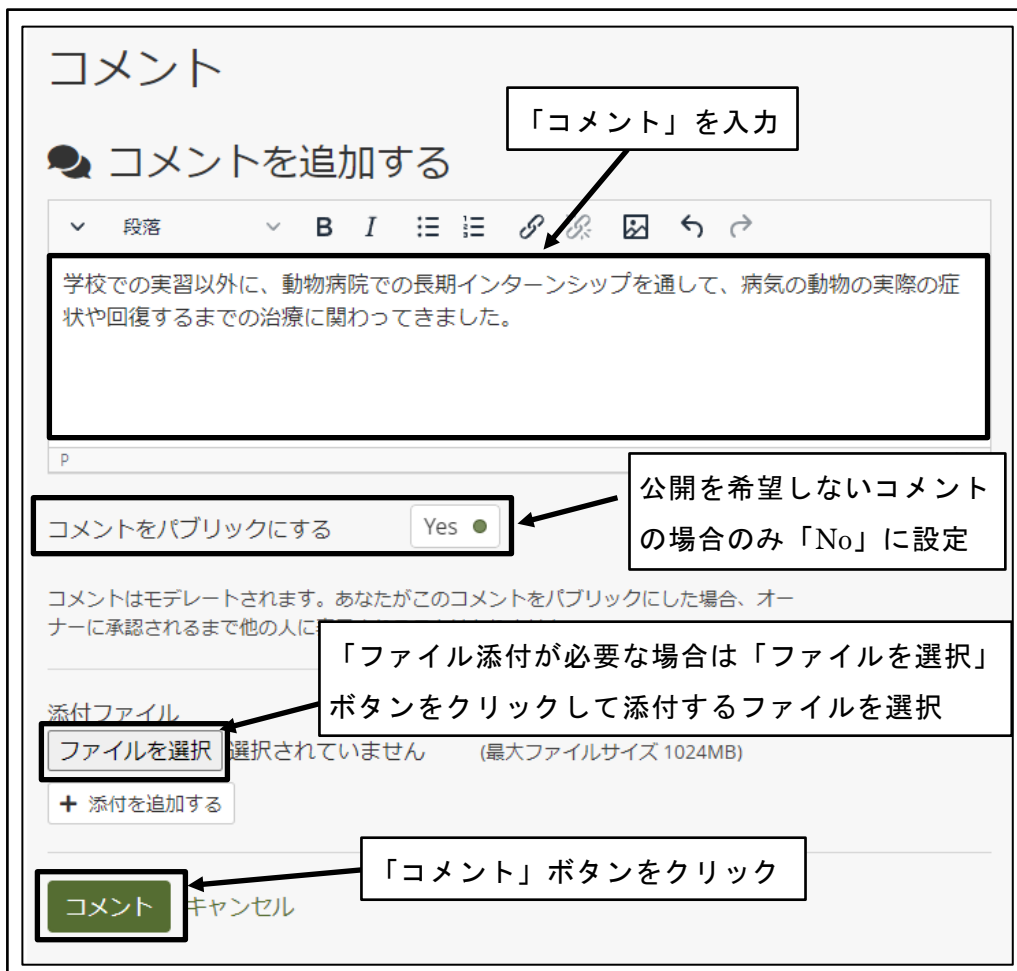 コメント
「コメント」を入力
コメントを追加する
段落
B I
学校での実習以外に、動物病院での長期インターンシップを通して、病気の動物の実際の症
状や回復するまでの治療に関わってきました。
P
公開を希望しないコメント
の場合のみ「No」に設定
コメントをパブリックにする Yes
コメントはモデレートされます。あなたがこのコメントをパブリックにした場合、オー
ナーに承認されるまで他の人に
「ファイル添付が必要な場合は「ファイルを選択」
ボタンをクリックして添付するファイルを選択
添付ファイル
ファイルを選択 選択されていません (最大ファイルサイズ 1024MB)
+ 添付を追加する
「コメント」ボタンをクリック
コメント キャンセル